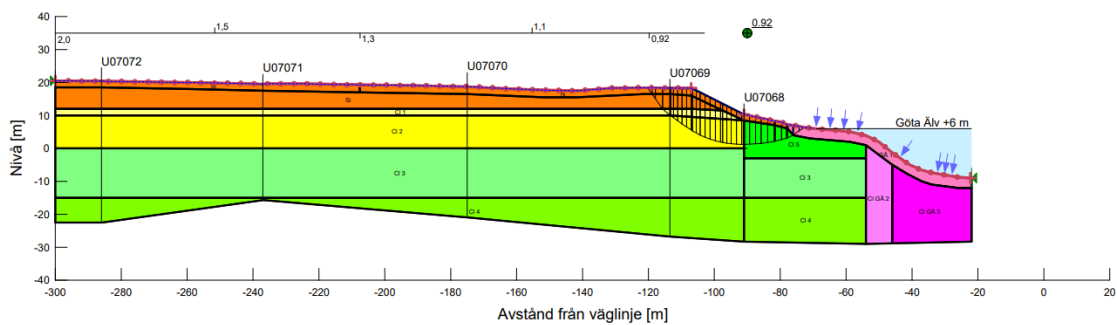 0.92
1,5
1,1
2,0
1,3
0,92
U07072
U07071
U07070
U07069
U07068
Göta Älv +6 m
Si
Si
Si
Cl 1
Cl 2
Cl 3
Cl 4
Cl 5
Cl 3
Cl 4
Cl GÄ 2
Cl GÄ 3
Nivå [m]
40
30
20
10
0
-10
-20
-30
-40
-300
-280
-260
-240
-220
-200
-180
-160
-140
-120
-100
-80
-60
-40
-20
0
20
Avstånd från väglinje [m]